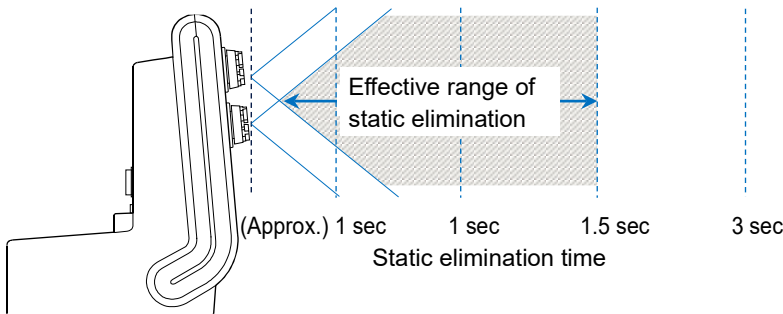 Effective range of
static elimination
(Approx.) 1 sec 1 sec 1.5 sec 3 sec
Static elimination time